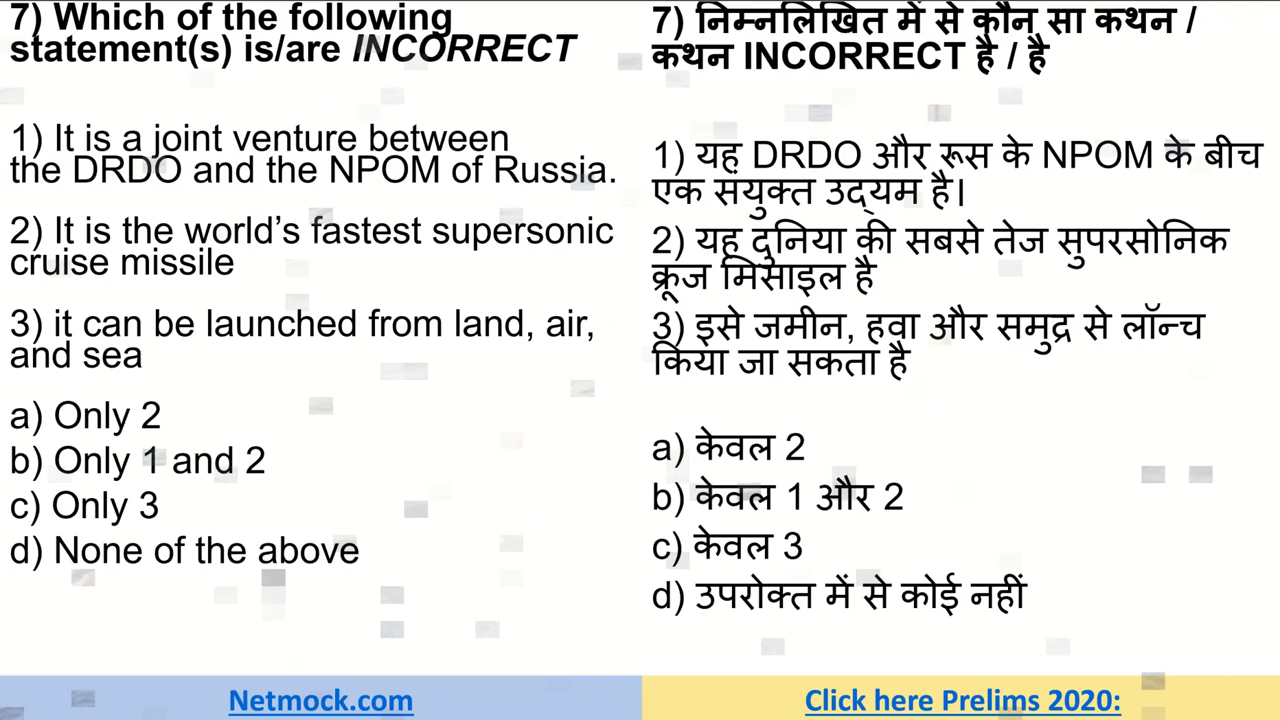 7) Which of the following
statement(s) is/are INCORRECT
1) It is a joint venture between
the DRDO and the NPOM of Russia.
2) It is the world’s fastest supersonic
cruise missile
3) it can be launched from land, air,
and sea
a) Only 2
b) Only 1 and 2
c) Only 3
d) None of the above
7) निम्नलिखित में से कौन सा कथन /
कथन INCORRECT है / है
1) यह DRDO और रूस के NPOM के बीच
एक संयुक्त उद्यम है।
2) यह दुनिया की सबसे तेज सुपरसोनिक
क्रूज मिसाइल है
3) इसे जमीन, हवा और समुद्र से लॉन्च
किया जा सकता है
a) केवल 2
b) केवल 1 और 2
c) केवल 3
d) उपरोक्त में से कोई नहीं
Netmock.com
Click here Prelims 2020: